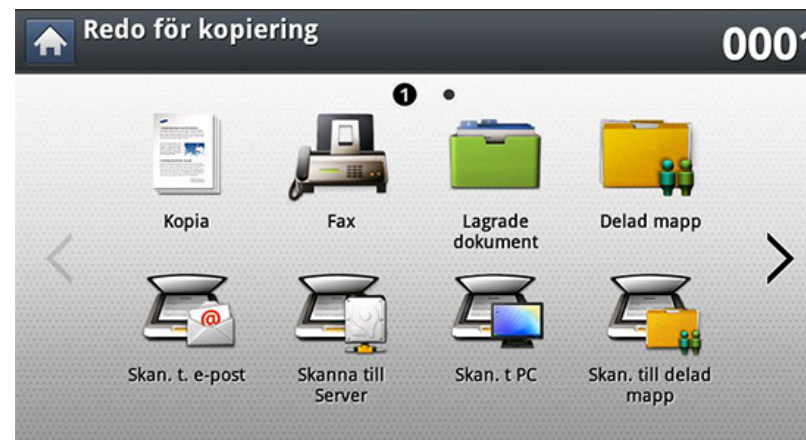 Redo för kopiering
0001
1
Kopia
Fax
Lagrade
dokument
Delad mapp
Skan. t. e-post
Skanna till
Server
Skan. t PC
Skan. till delad
mapp